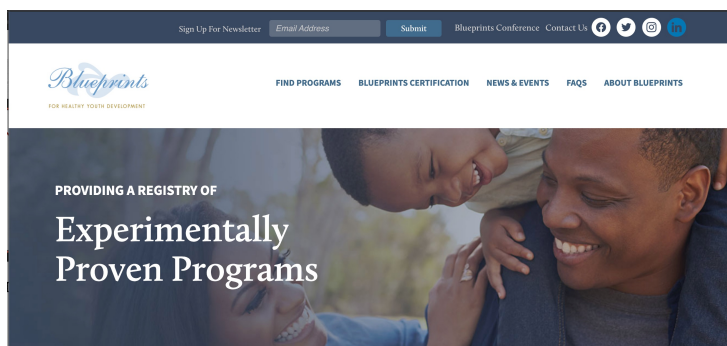 Sign Up For Newsletter Email Address Submit Blueprints Conference Contact Us in
Blueprints
FOR HEALTHY YOUTH DEVELOPMENT
FIND PROGRAMS BLUEPRINTS CERTIFICATION NEWS & EVENTS FAQS ABOUT BLUEPRINTS
PROVIDING A REGISTRY OF
Experimentally
Proven Programs